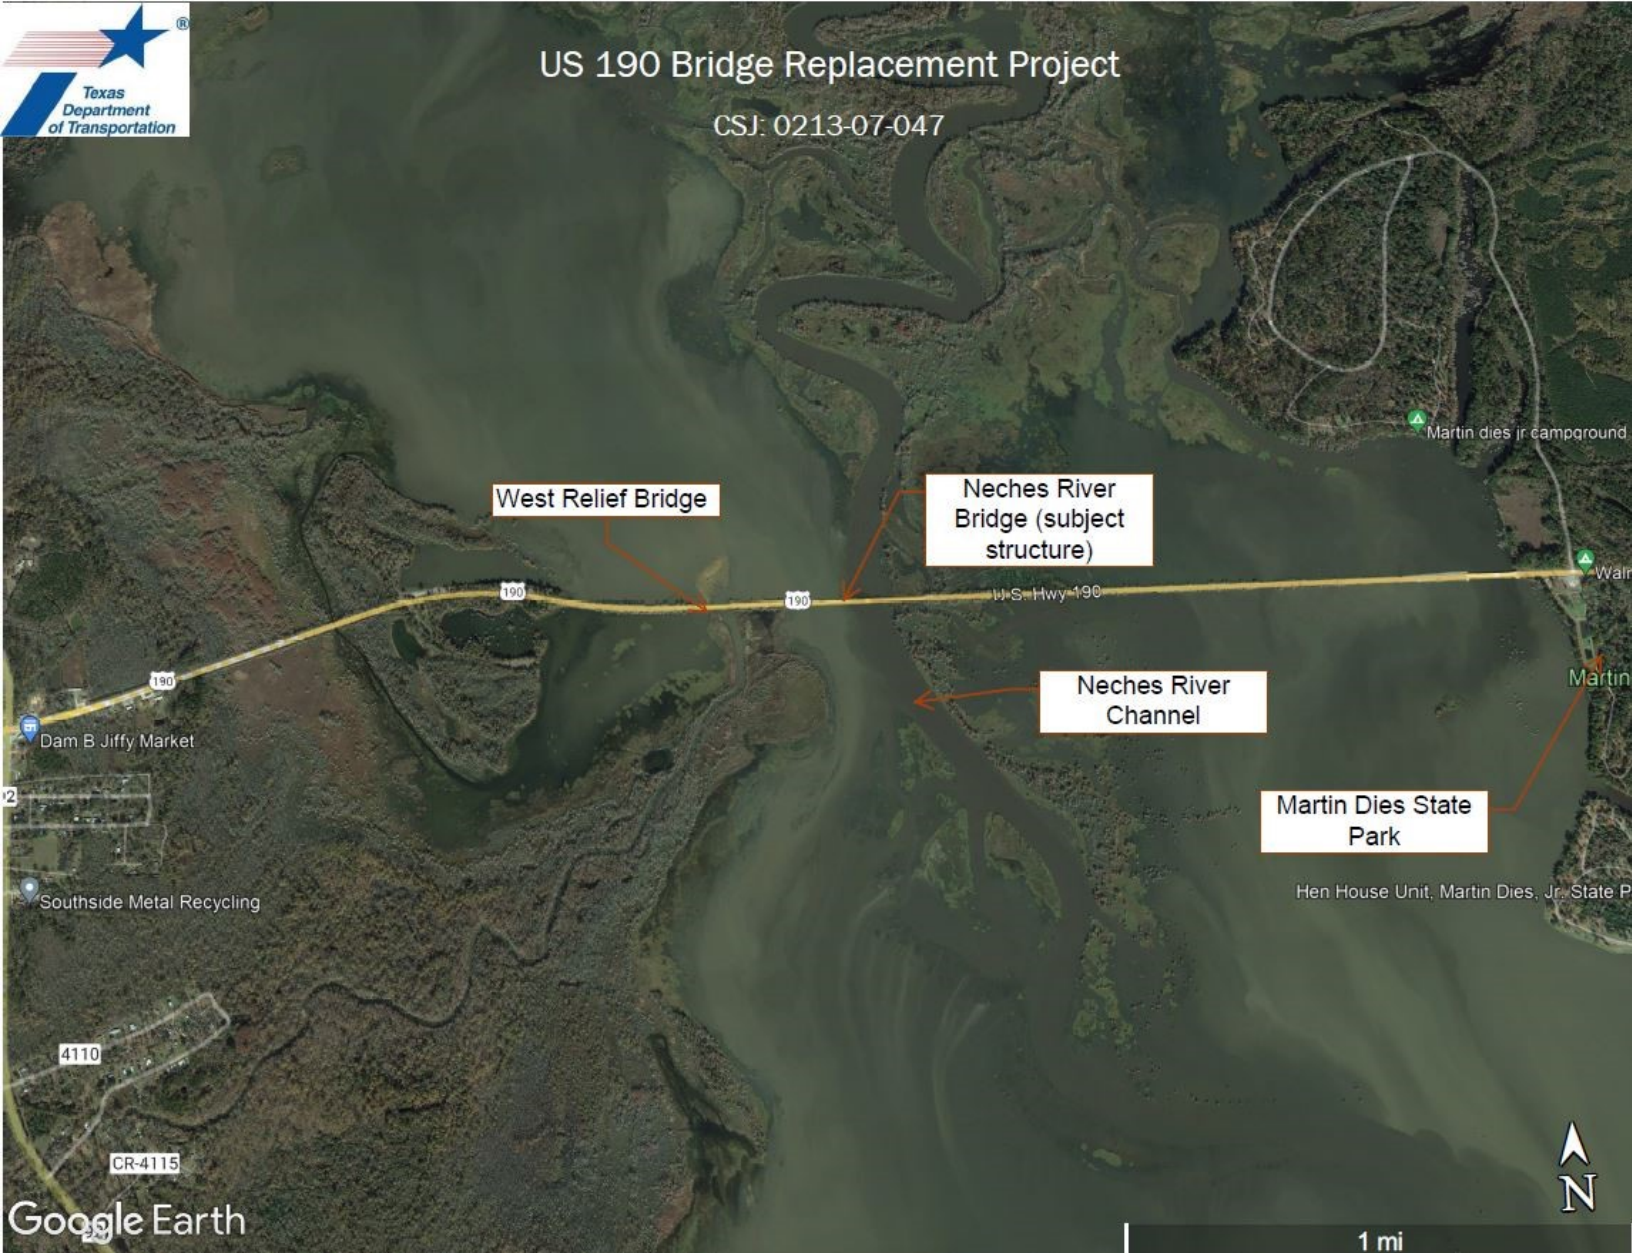 ®
Texas
Department
of Transportation
US 190 Bridge Replacement Project
CSJ: 0213-07-047
Martin dies jr campground
West Relief Bridge
Neches River
Bridge (subject
structure)
Waln
190
190
U.S. Hwy 190
190
Martin
Neches River
Channel
Dam B Jiffy Market
Martin Dies State
Park
Hen House Unit, Martin Dies, Jr. State P
Southside Metal Recycling
4110
CR-4115
N
Google Earth
1 mi